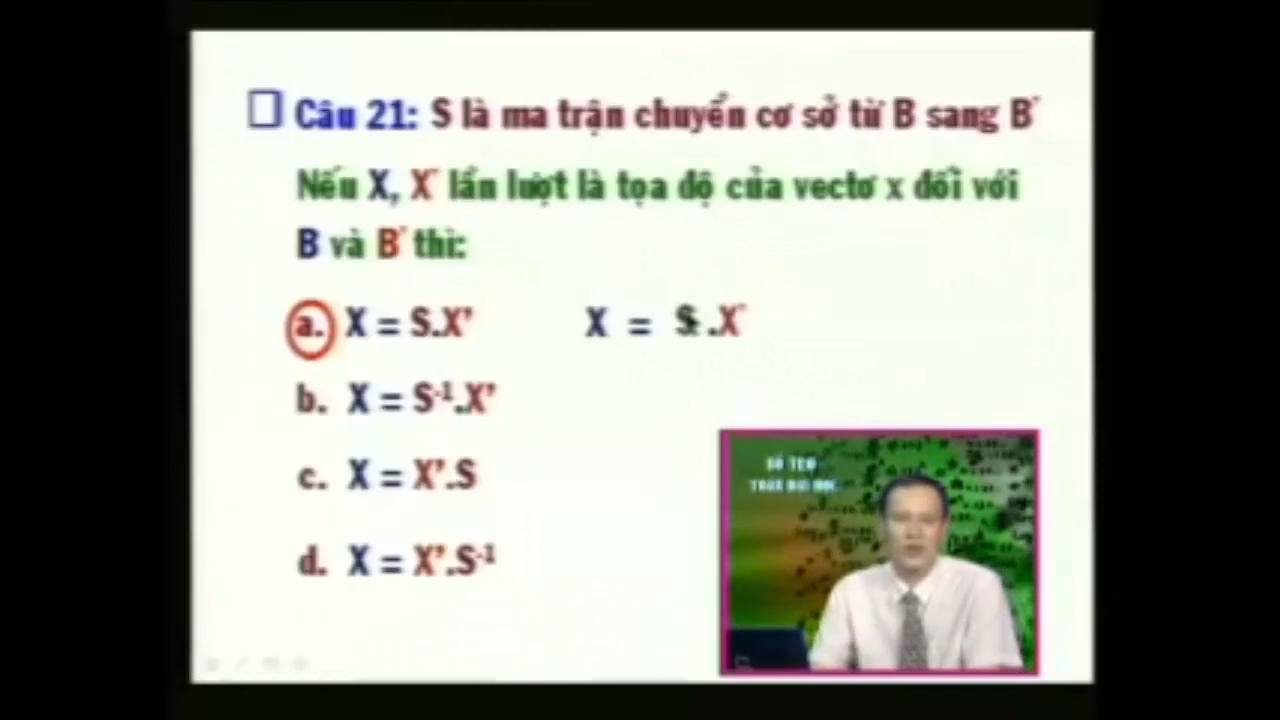 Câu 21: S là ma trận chuyển cơ sở từ B sang B'
Nếu X, X' lần lượt là tọa độ của vectơ x đối với
B và B' thì:
a. X = S.X' X = S .X'
b. X = S⁻¹.X'
c. X = X'.S
d. X = X'.S⁻¹